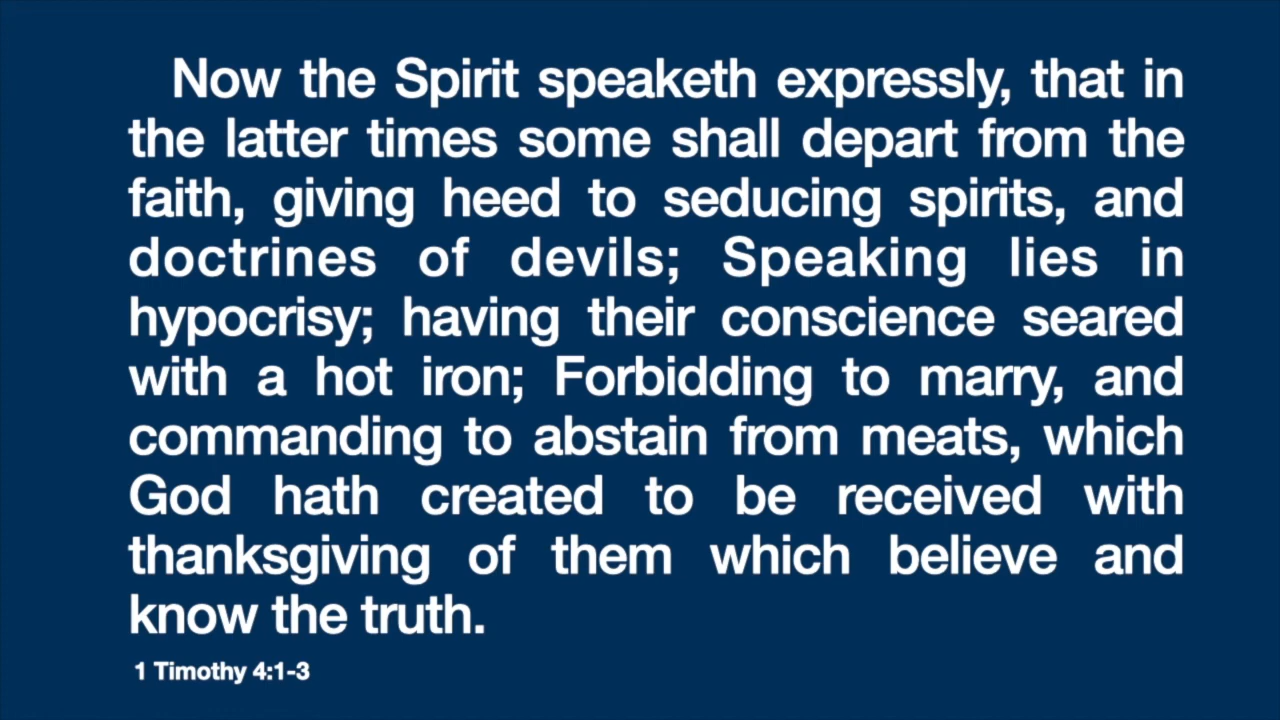 Now the Spirit speaketh expressly, that in
the latter times some shall depart from the
faith, giving heed to seducing spirits, and
doctrines of devils; Speaking lies in
hypocrisy; having their conscience seared
with a hot iron; Forbidding to marry, and
commanding to abstain from meats, which
God hath created to be received with
thanksgiving of them which believe and
know the truth.
1 Timothy 4:1-3